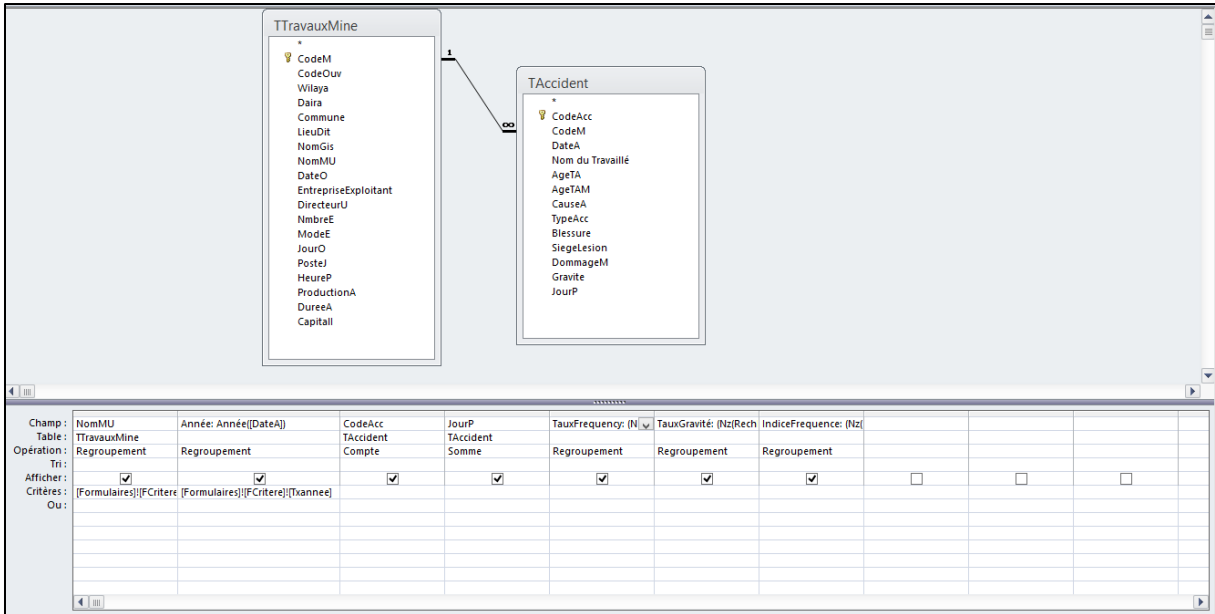 TTravauxMine
*
CodeM
CodeOuv
Wilaya
Daira
Commune
LieuDit
NomGis
NomMU
DateO
EntrepriseExploitant
DirecteurU
NmbreE
ModeE
JourO
PosteJ
HeureP
ProductionA
DureeA
CapitalI
1
∞
TAccident
*
CodeAcc
CodeM
DateA
Nom du Travaillé
AgeTA
AgeTAM
CauseA
TypeAcc
Blessure
SiegeLesion
DommageM
Gravite
JourP
Champ : NomMU Année: Année([DateA]) CodeAcc JourP TauxFrequency: (N TauxGravité: (Nz(Rech IndiceFrequence: (Nz(
Table : TTravauxMine TAccident TAccident
Opération : Regroupement Regroupement Compte Somme Regroupement Regroupement Regroupement
Tri :
Afficher :
Critères : [Formulaires]![FCritere [Formulaires]![FCritere]![Txannee]
Ou :